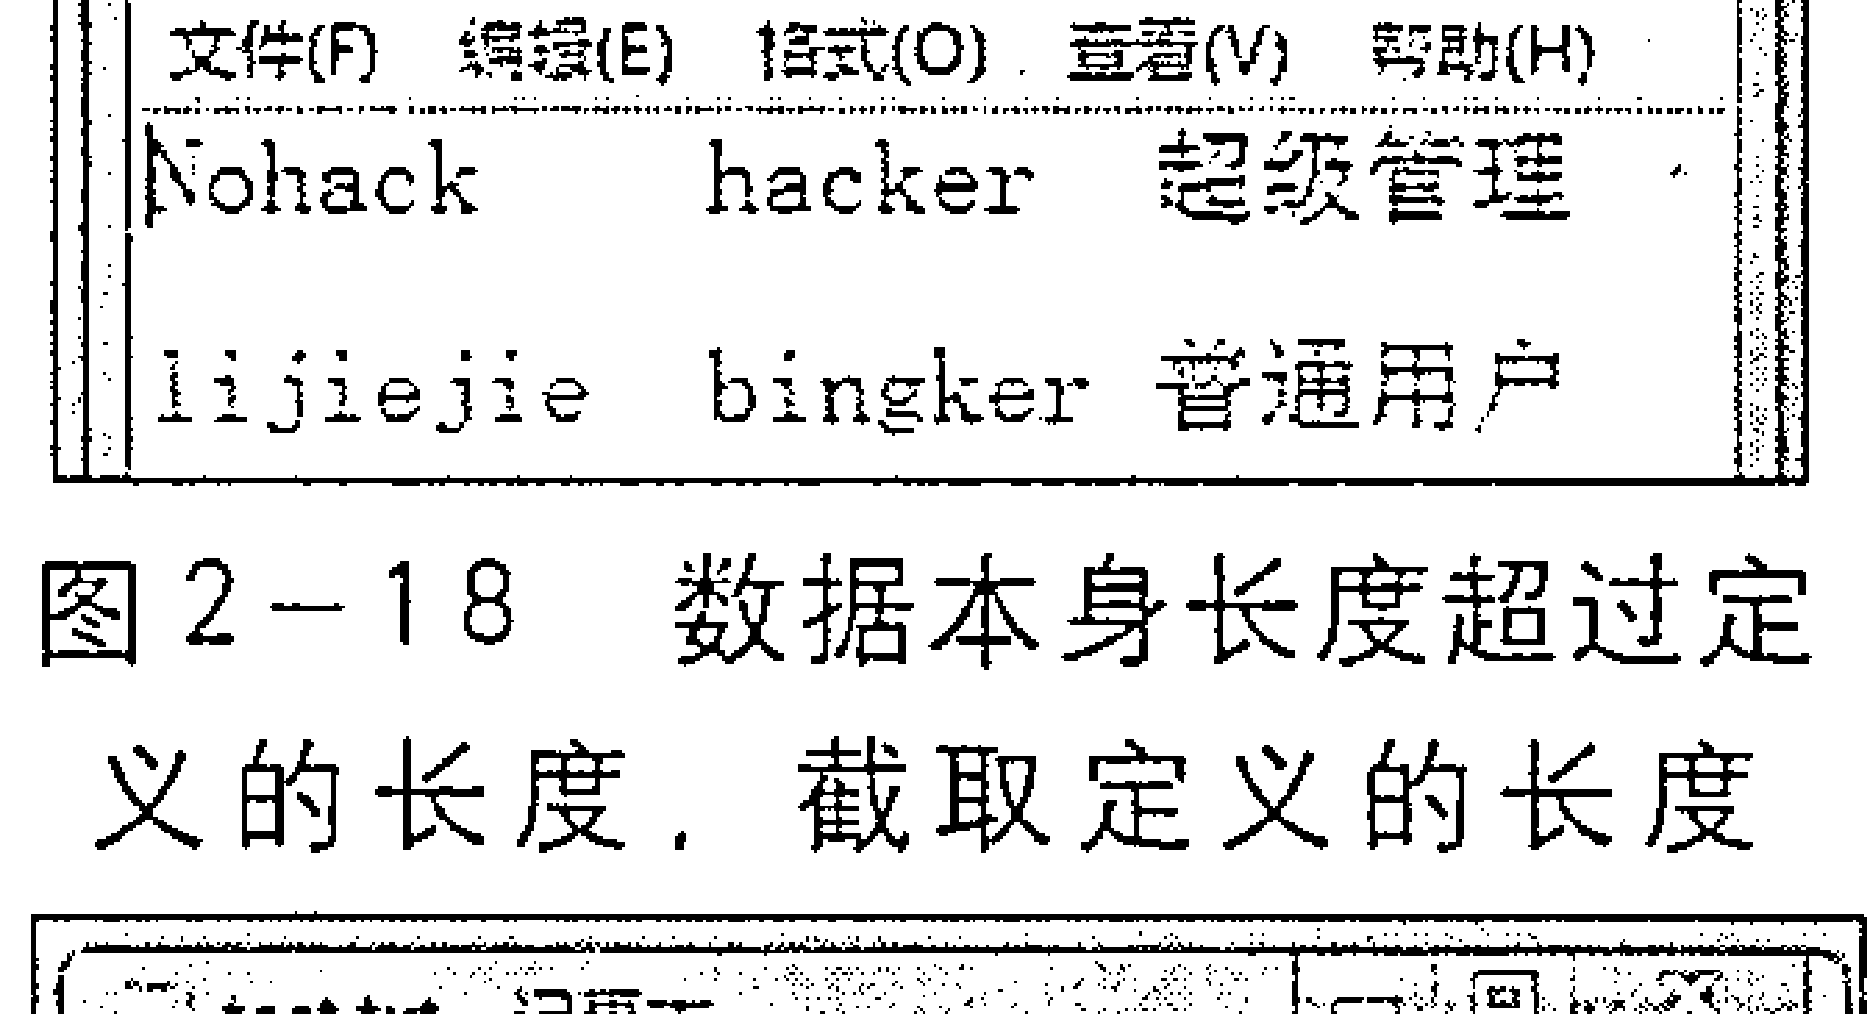 文件(F) 编辑(E) 格式(O) 查看(V) 帮助(H)
Nohack hacker 超级管理
lijiejie bingker 普通用户
图2-18 数据本身长度超过定
义的长度, 截取定义的长度